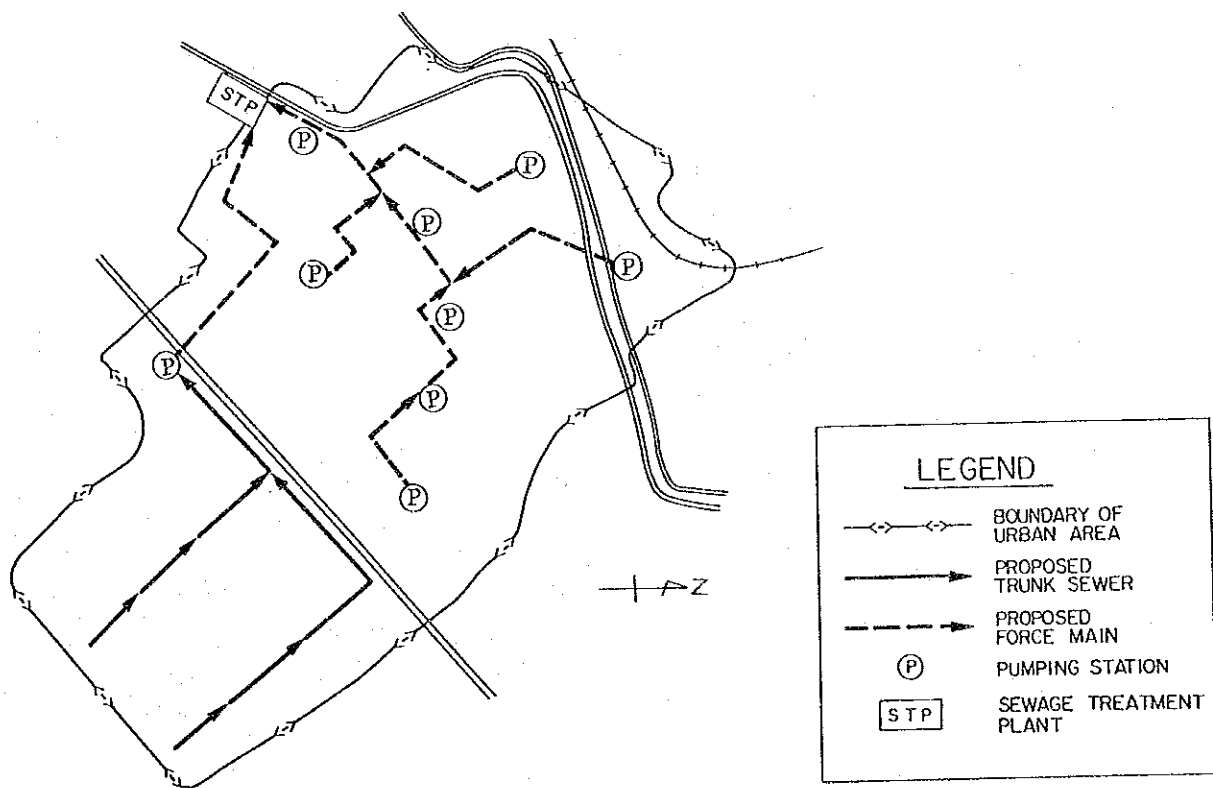 STP
P
P
P
P
P
P
P
P
P
Z
LEGEND
BOUNDARY OF
URBAN AREA
PROPOSED
TRUNK SEWER
PROPOSED
FORCE MAIN
P
PUMPING STATION
STP
SEWAGE TREATMENT
PLANT